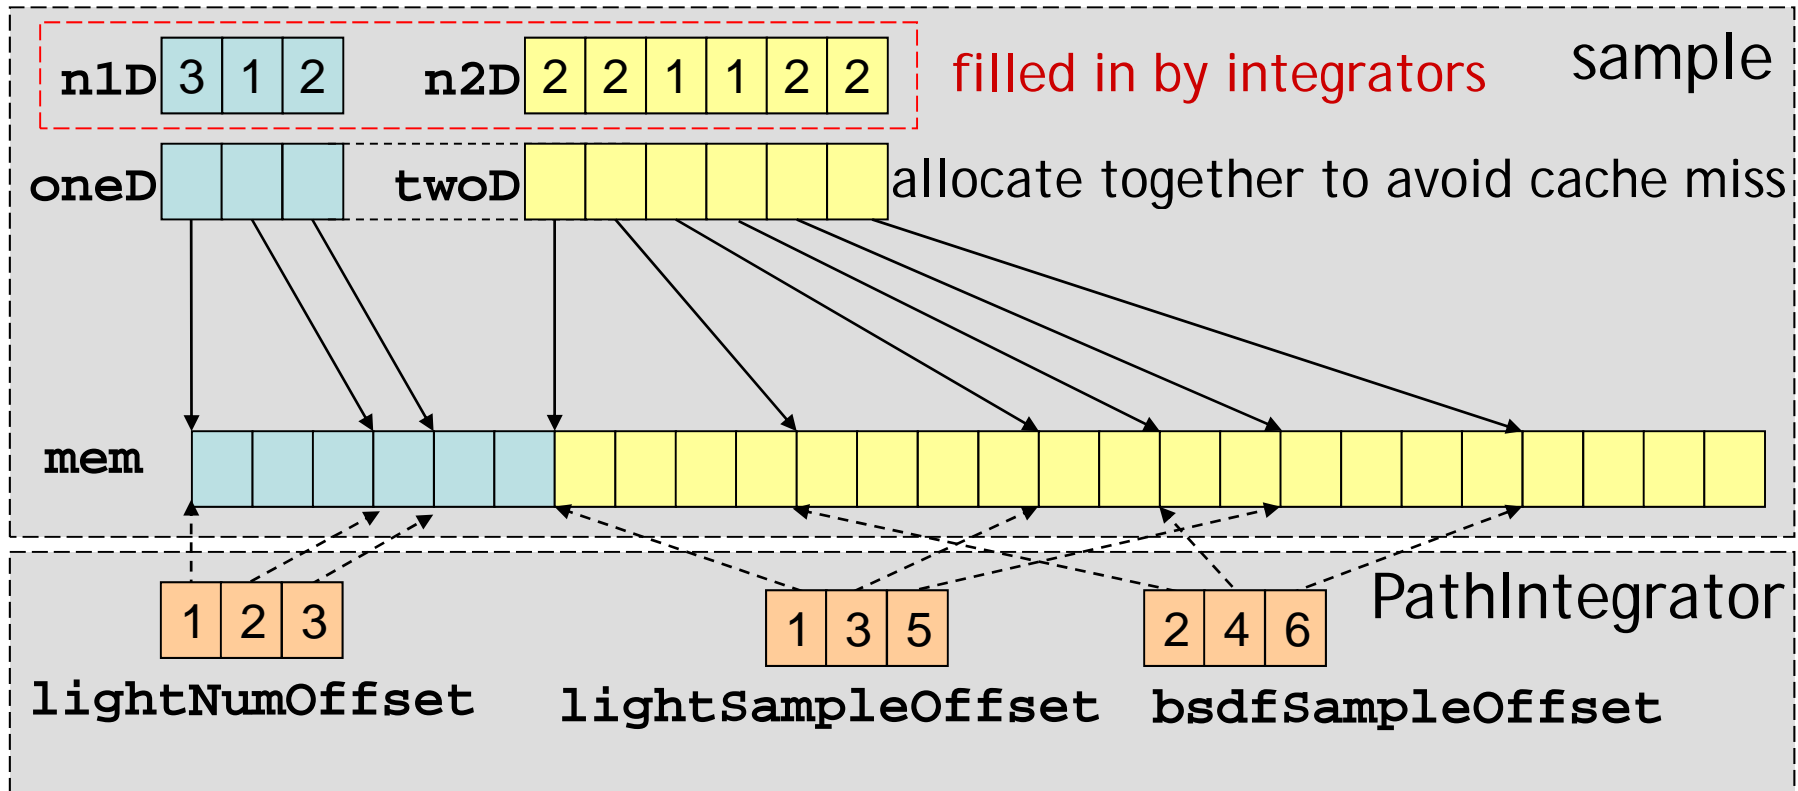 sample
n1D 3 1 2 n2D 2 2 1 1 2 2 filled in by integrators
oneD twoD allocate together to avoid cache miss
mem
PathIntegrator
1 2 3 1 3 5 2 4 6
lightNumOffset lightSampleOffset bsdfSampleOffset